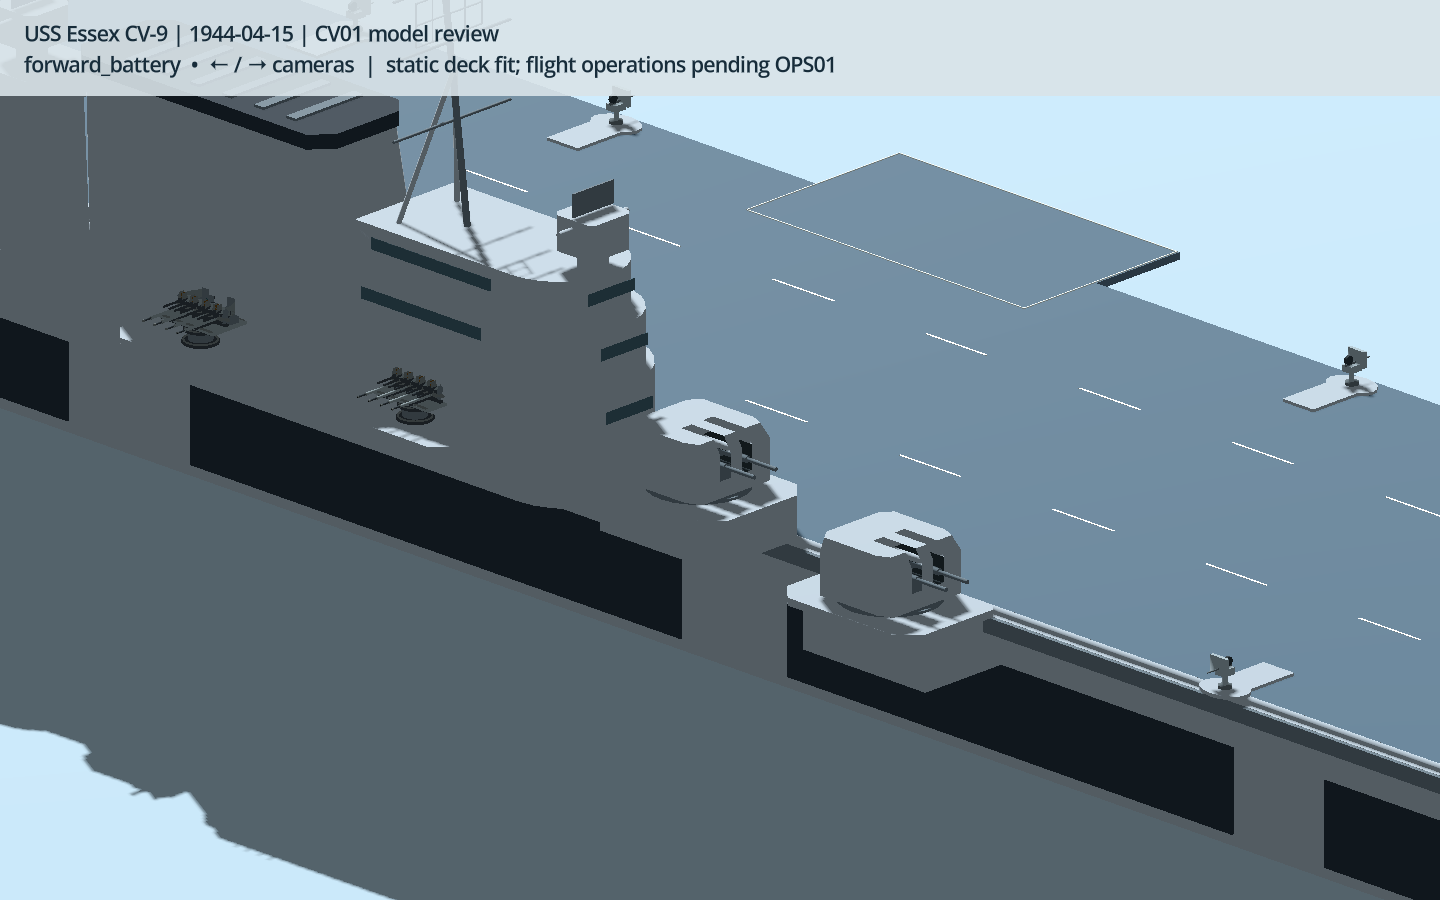 USS Essex CV-9 | 1944-04-15 | CV01 model review
forward_battery • ← / → cameras | static deck fit; flight operations pending OPS01